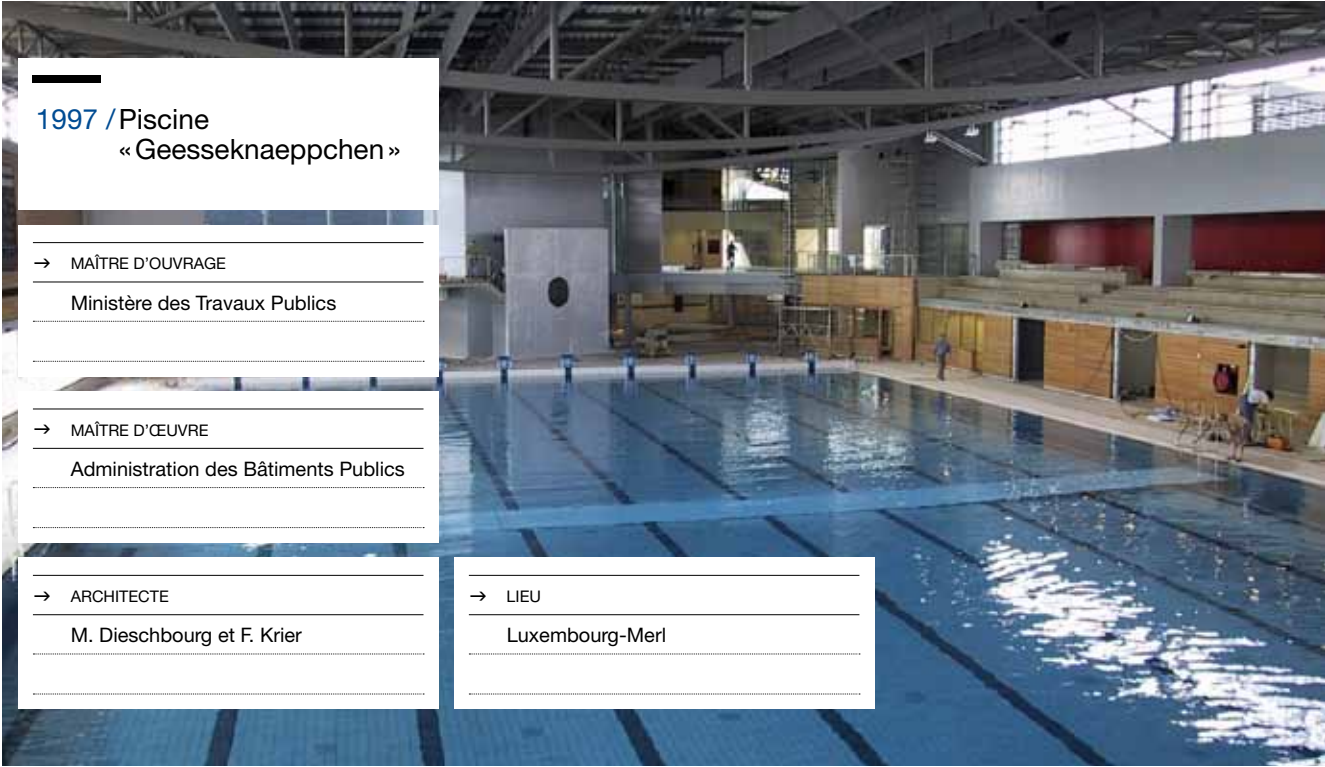 1997 / Piscine
«Geesseknaeppchen»
→ MAÎTRE D'OUVRAGE
Ministère des Travaux Publics
→ MAÎTRE D'ŒUVRE
Administration des Bâtiments Publics
→ ARCHITECTE
M. Dieschbourg et F. Krier
→ LIEU
Luxembourg-Merl